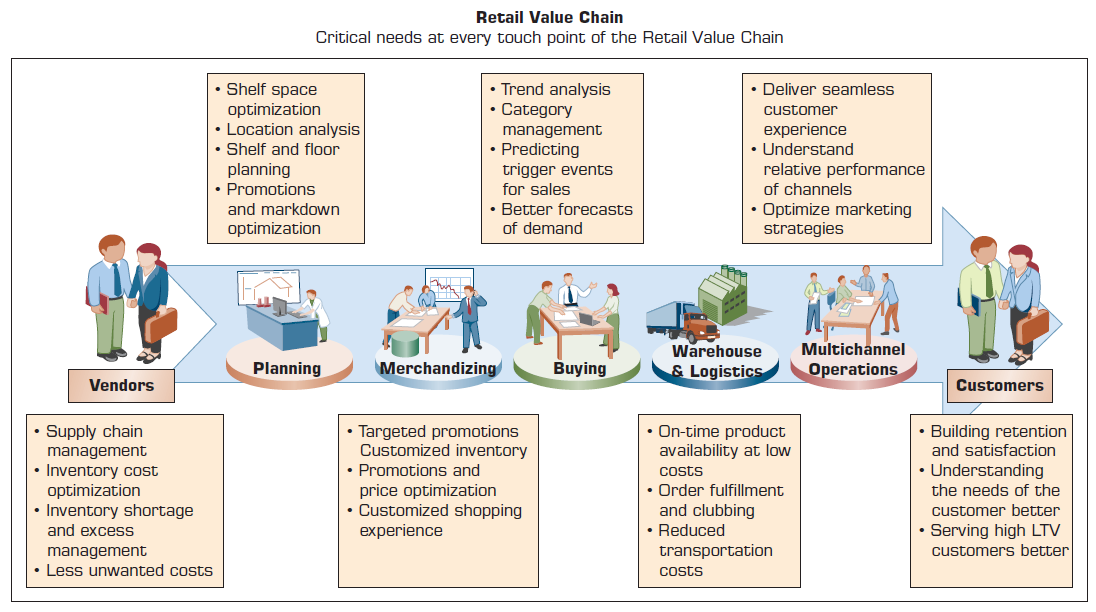 Retail Value Chain
Critical needs at every touch point of the Retail Value Chain
• Shelf space
optimization
• Location analysis
• Shelf and floor
planning
• Promotions
and markdown
optimization
• Trend analysis
• Category
management
• Predicting
trigger events
for sales
• Better forecasts
of demand
• Deliver seamless
customer
experience
• Understand
relative performance
of channels
• Optimize marketing
strategies
Vendors
Planning
Merchandizing
Buying
Warehouse
& Logistics
Multichannel
Operations
Customers
• Supply chain
management
• Inventory cost
optimization
• Inventory shortage
and excess
management
• Less unwanted costs
• Targeted promotions
Customized inventory
• Promotions and
price optimization
• Customized shopping
experience
• On-time product
availability at low
costs
• Order fulfillment
and clubbing
• Reduced
transportation
costs
• Building retention
and satisfaction
• Understanding
the needs of the
customer better
• Serving high LTV
customers better